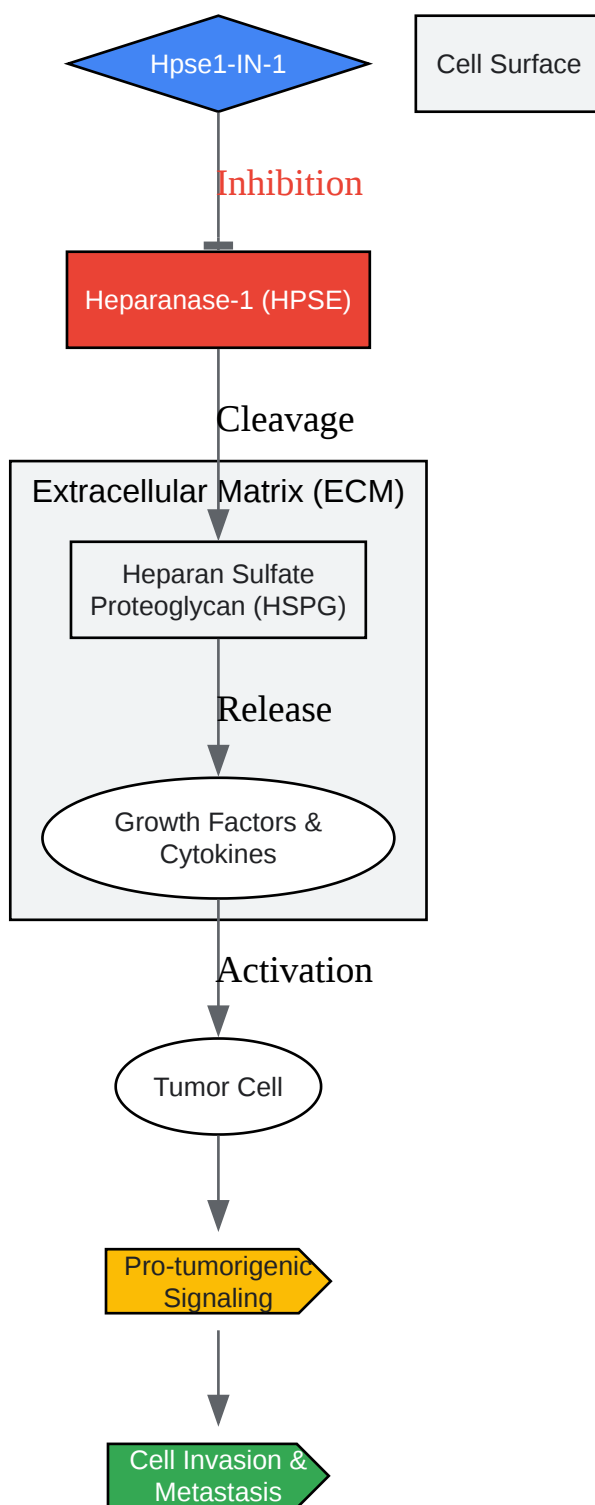 Hpse1-IN-1
Cell Surface
Inhibition
Heparanase-1 (HPSE)
Cleavage
Extracellular Matrix (ECM)
Heparan Sulfate
Proteoglycan (HSPG)
Release
Growth Factors &
Cytokines
Activation
Tumor Cell
Pro-tumorigenic
Signaling
Cell Invasion &
Metastasis